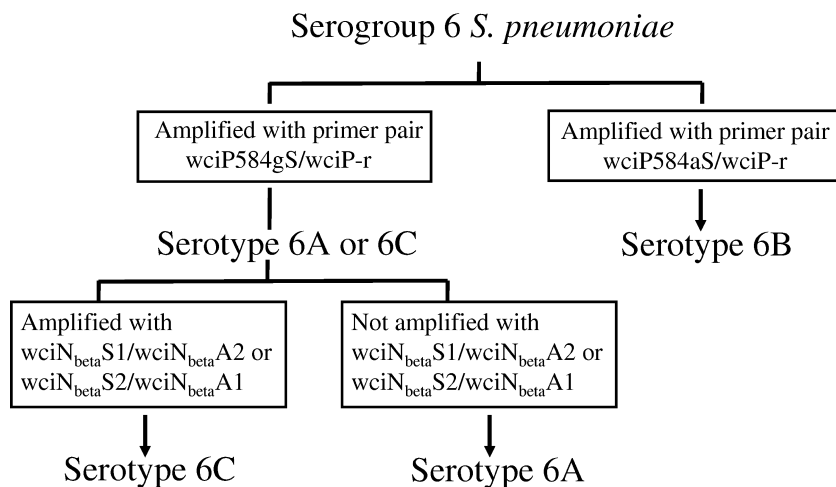 Serogroup 6 S. pneumoniae
Amplified with primer pair
wciP584gS/wciP-r
Amplified with primer pair
wciP584aS/wciP-r
Serotype 6A or 6C
Serotype 6B
Amplified with
wciNbetaS1/wciNbetaA2 or
wciNbetaS2/wciNbetaA1
Not amplified with
wciNbetaS1/wciNbetaA2 or
wciNbetaS2/wciNbetaA1
Serotype 6C
Serotype 6A